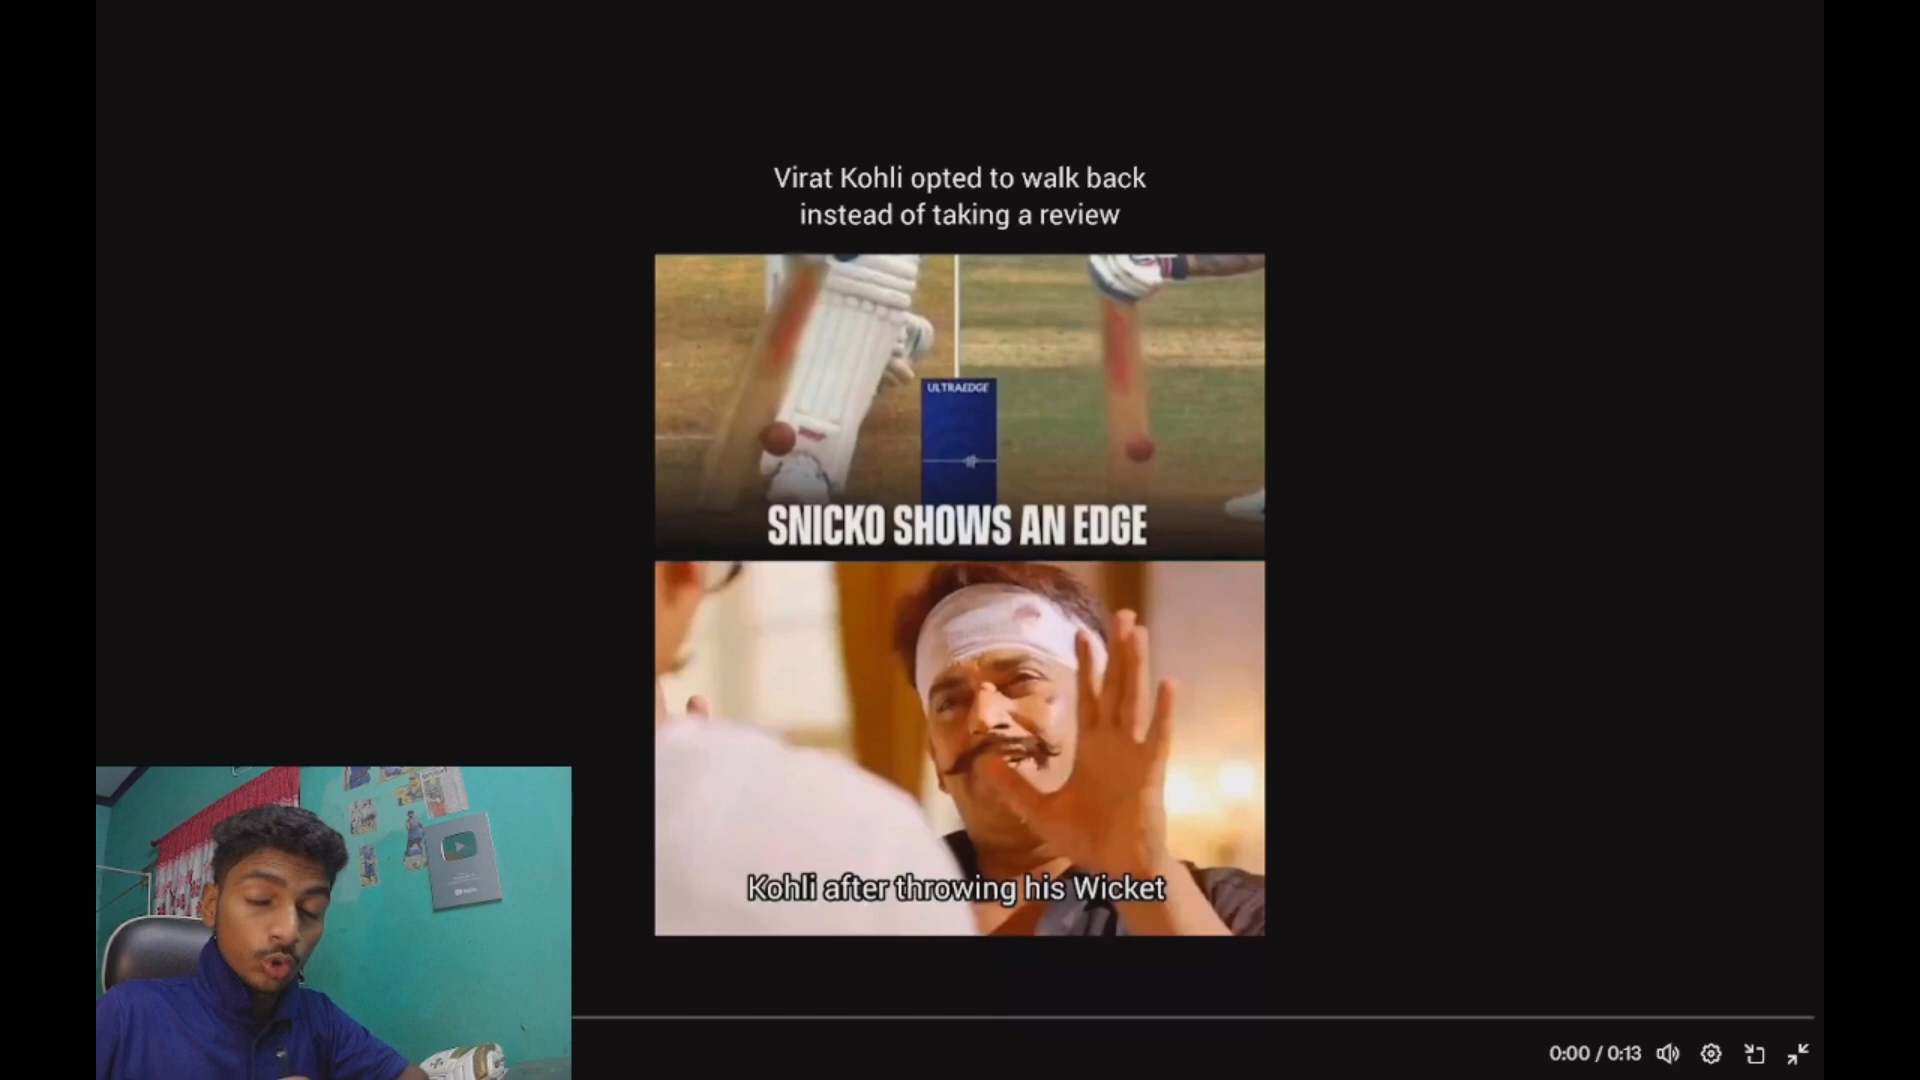 Virat Kohli opted to walk back
instead of taking a review
ULTRAEDGE
SNICKO SHOWS AN EDGE
Kohli after throwing his Wicket
0:00 / 0:13